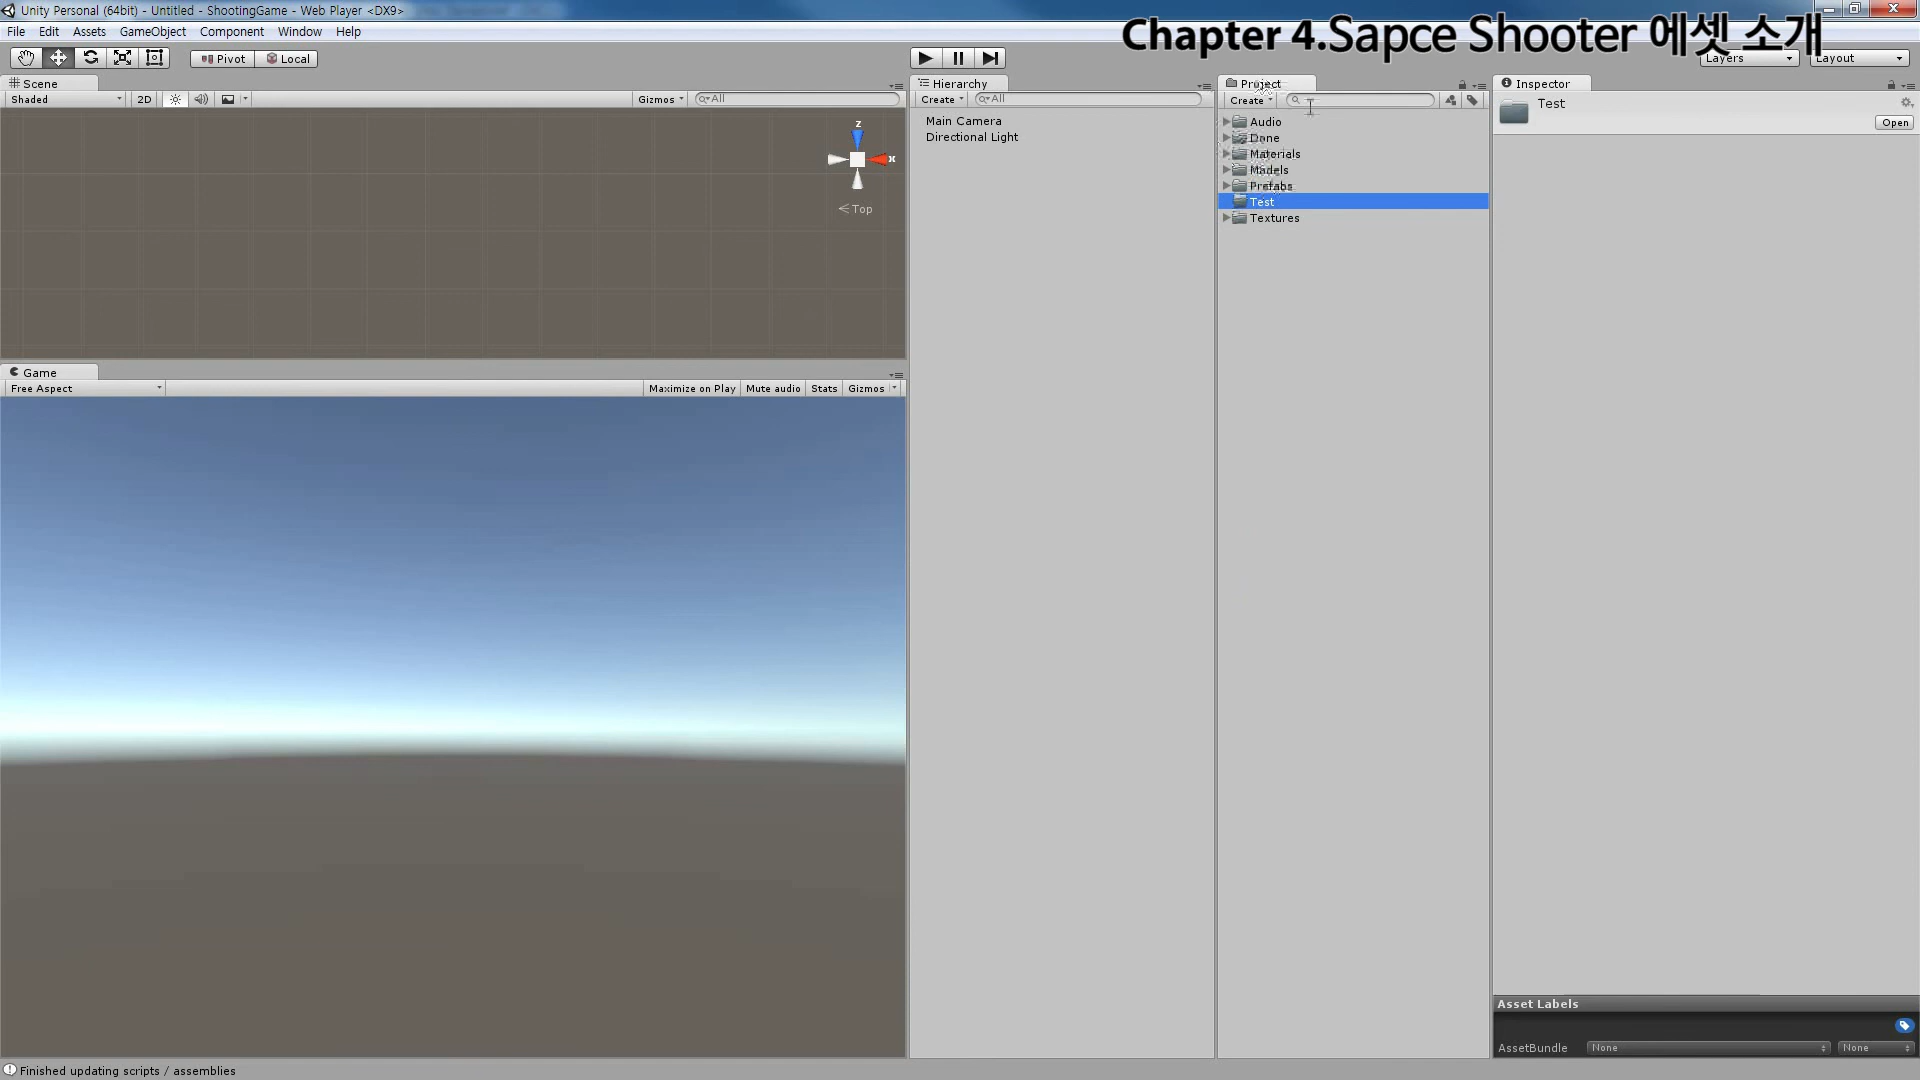 Unity Personal (64bit) - Untitled - ShootingGame - Web Player <DX9>
File Edit Assets GameObject Component Window Help
Chapter 4.Sapce Shooter 에셋 소개
Pivot Local
Layers Layout
Scene
Shaded 2D Gizmos All
z
x
< Top
Game
Free Aspect Maximize on Play Mute audio Stats Gizmos
Hierarchy
Create All
Main Camera
Directional Light
Project
Create
Audio
Done
Materials
Models
Prefabs
Test
Textures
Inspector
Test
Open
Asset Labels
AssetBundle None None
Finished updating scripts / assemblies